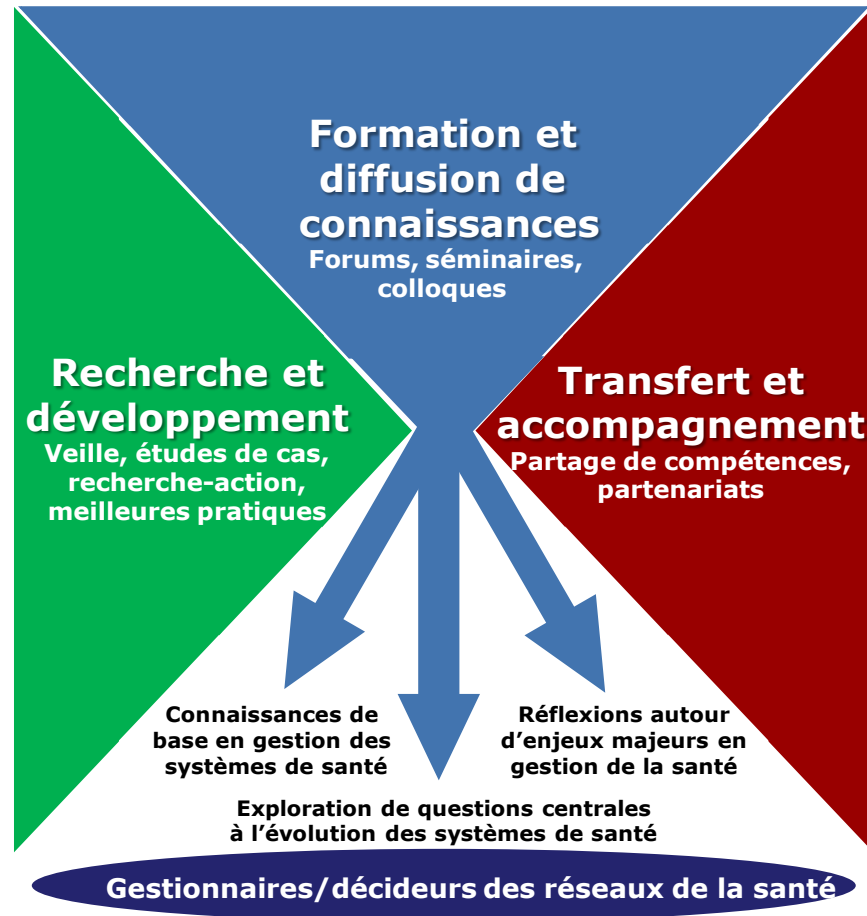 Formation et
diffusion de
connaissances
Forums, séminaires,
colloques
Recherche et
développement
Veille, études de cas,
recherche-action,
meilleures pratiques
Transfert et
accompagnement
Partage de compétences,
partenariats
Connaissances de
base en gestion des
systèmes de santé
Réflexions autour
d’enjeux majeurs en
gestion de la santé
Exploration de questions centrales
à l’évolution des systèmes de santé
Gestionnaires/décideurs des réseaux de la santé